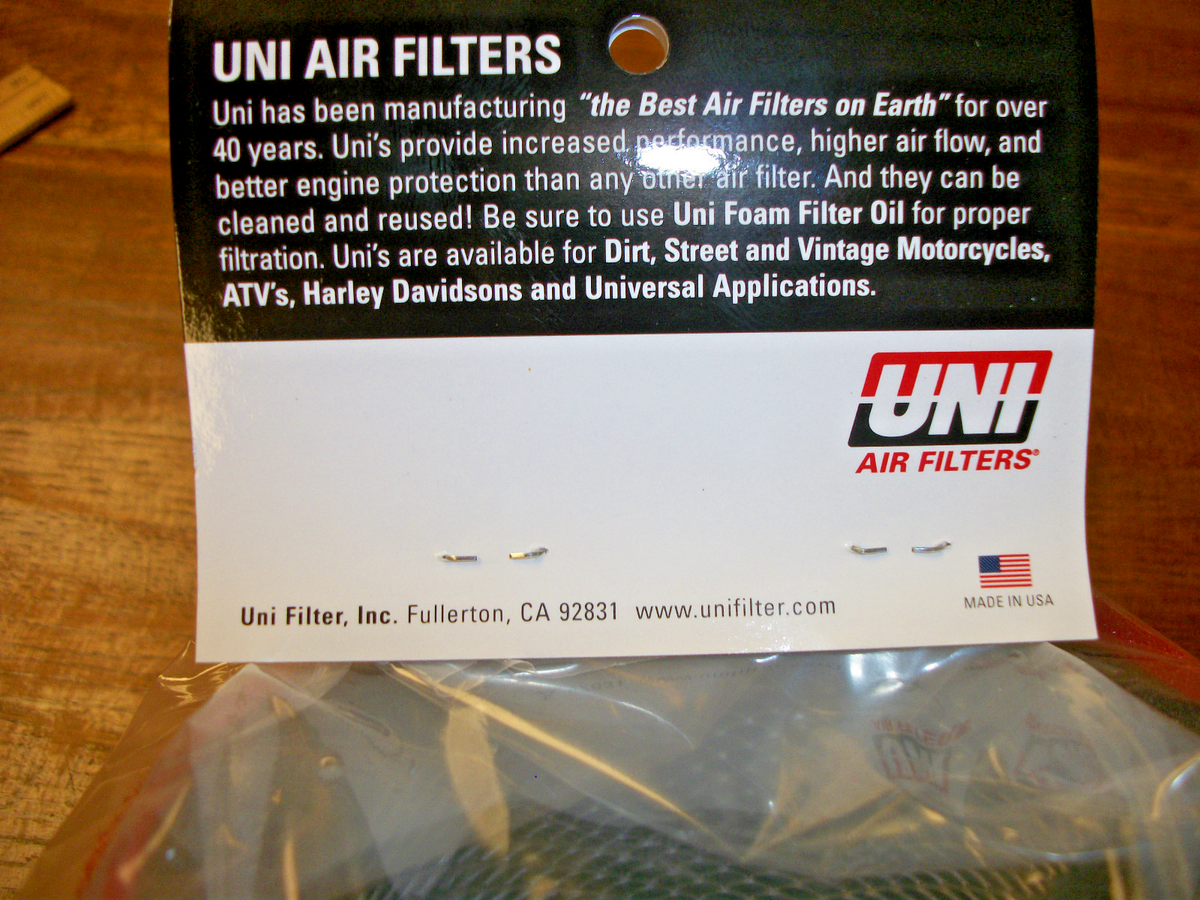 UNI AIR FILTERS
Uni has been manufacturing "the Best Air Filters on Earth" for over
40 years. Uni's provide increased performance, higher air flow, and
better engine protection than any other air filter. And they can be
cleaned and reused! Be sure to use Uni Foam Filter Oil for proper
filtration. Uni's are available for Dirt, Street and Vintage Motorcycles,
ATV's, Harley Davidsons and Universal Applications.
UNI
AIR FILTERS®
MADE IN USA
Uni Filter, Inc. Fullerton, CA 92831 www.unifilter.com